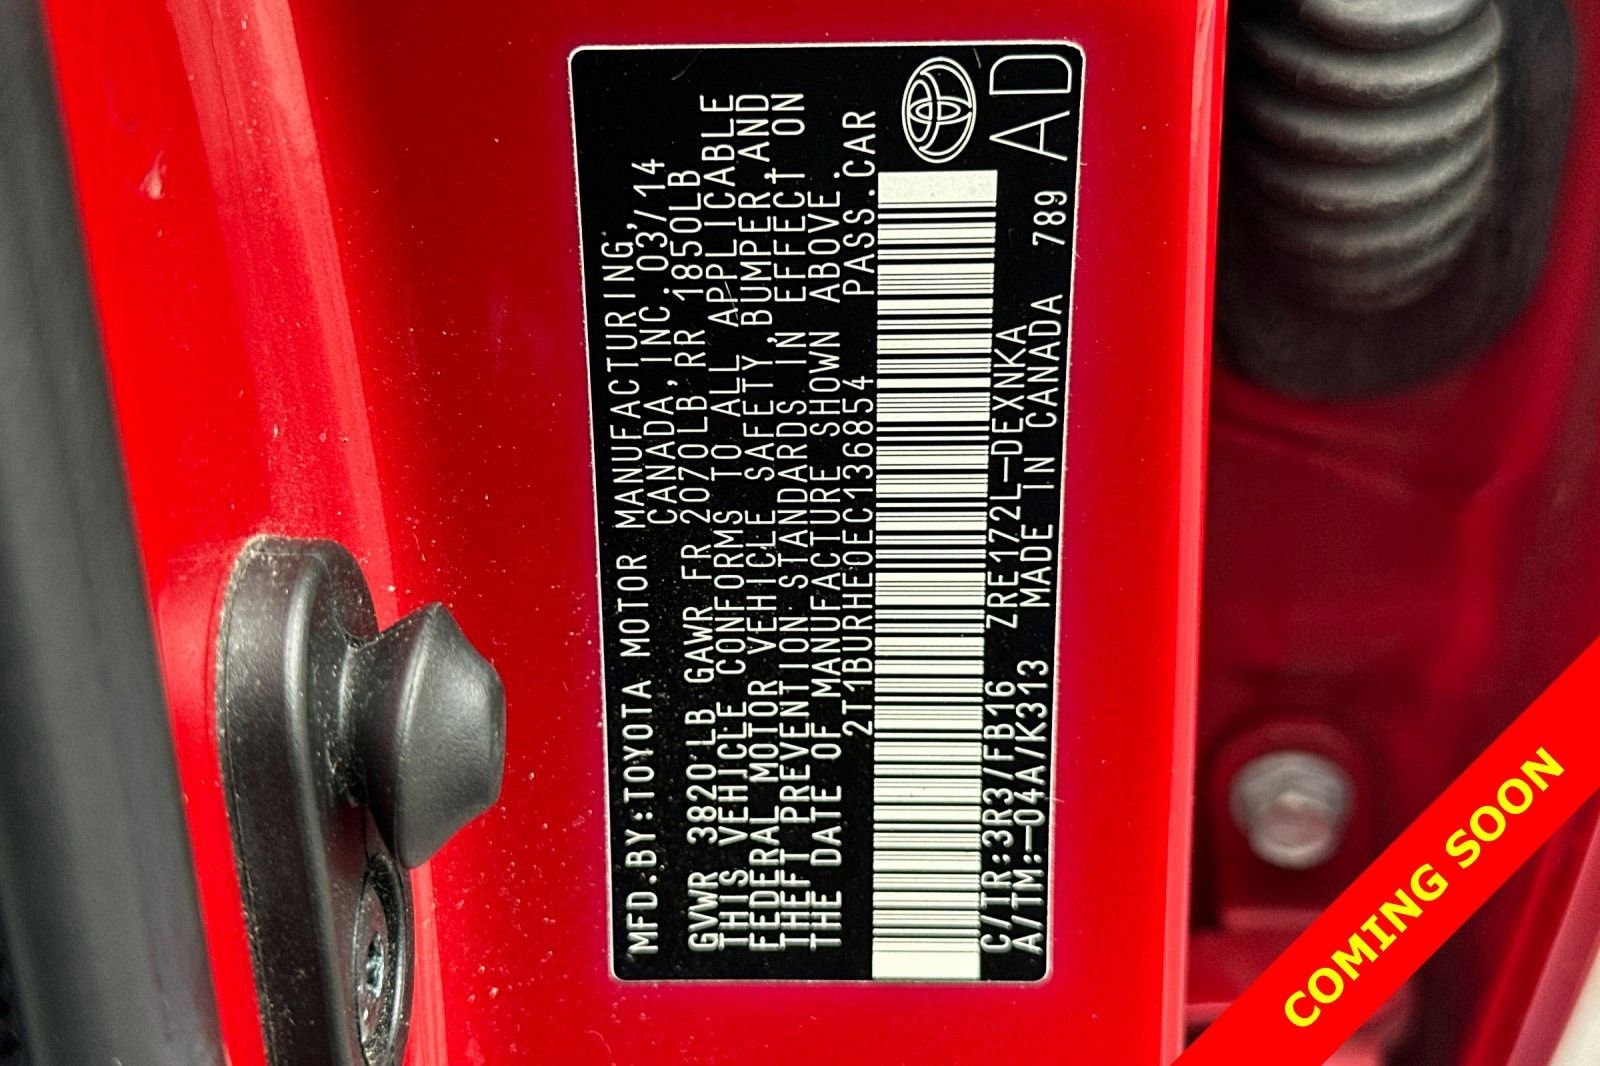 MFD.BY:TOYOTA MOTOR MANUFACTURING
CANADA,INC. 03/14
GVWR 3820LB GAWR FR 2070LB,RR 1850LB
THIS VEHICLE CONFORMS TO ALL APPLICABLE
FEDERAL MOTOR VEHICLE SAFETY,BUMPER,AND
THEFT PREVENTION STANDARDS IN EFFECT ON
THE DATE OF MANUFACTURE SHOWN ABOVE.
2T1BURHE0EC136854 PASS.CAR
C/TR:3R3/FB16 ZRE172L-DEXNKA
A/TM:-04A/K313 MADE IN CANADA 789 AD
COMING SOON